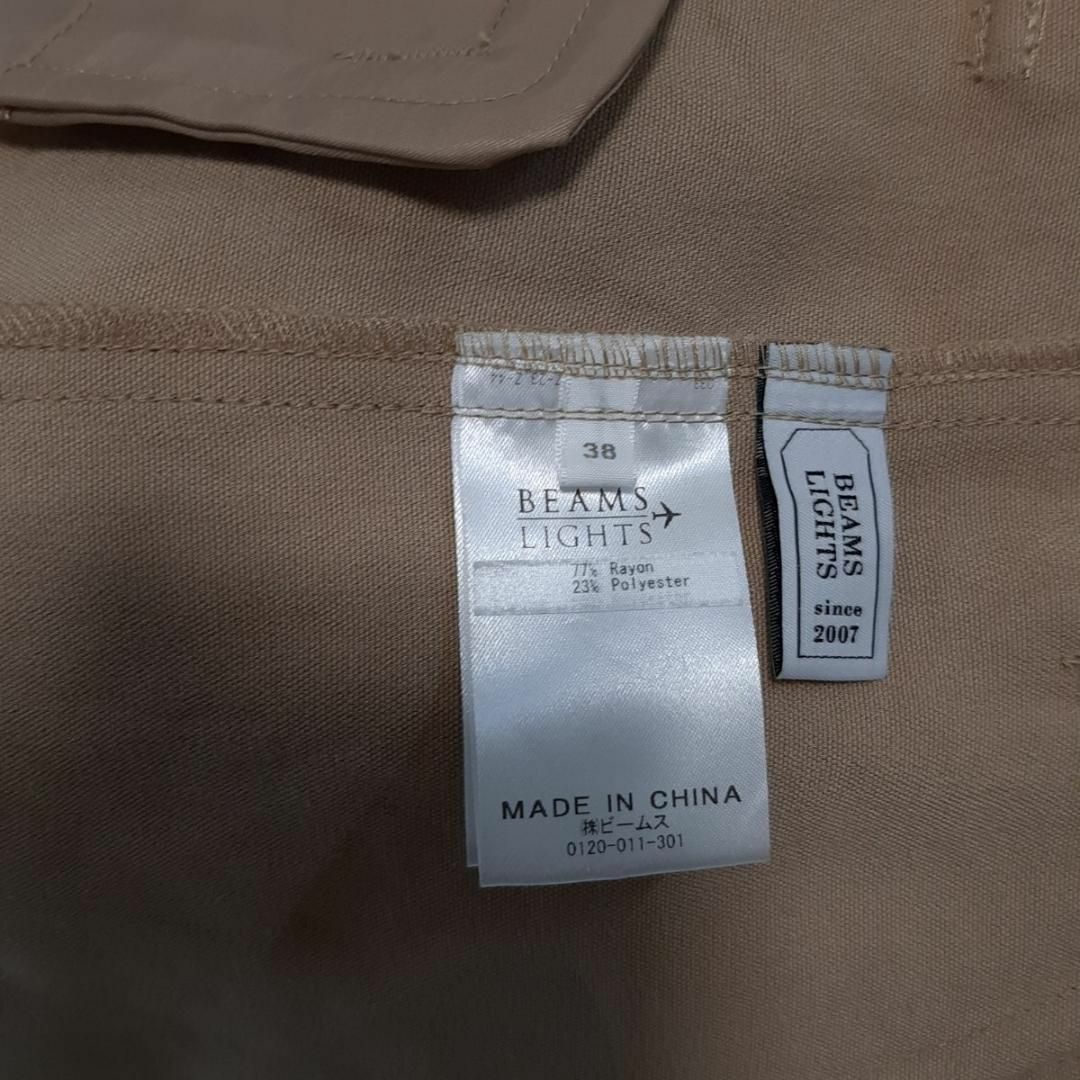 38
BEAMS
LIGHTS
77% Rayon
23% Polyester
MADE IN CHINA
㈱ビームス
0120-011-301
BEAMS
LIGHTS
since
2007